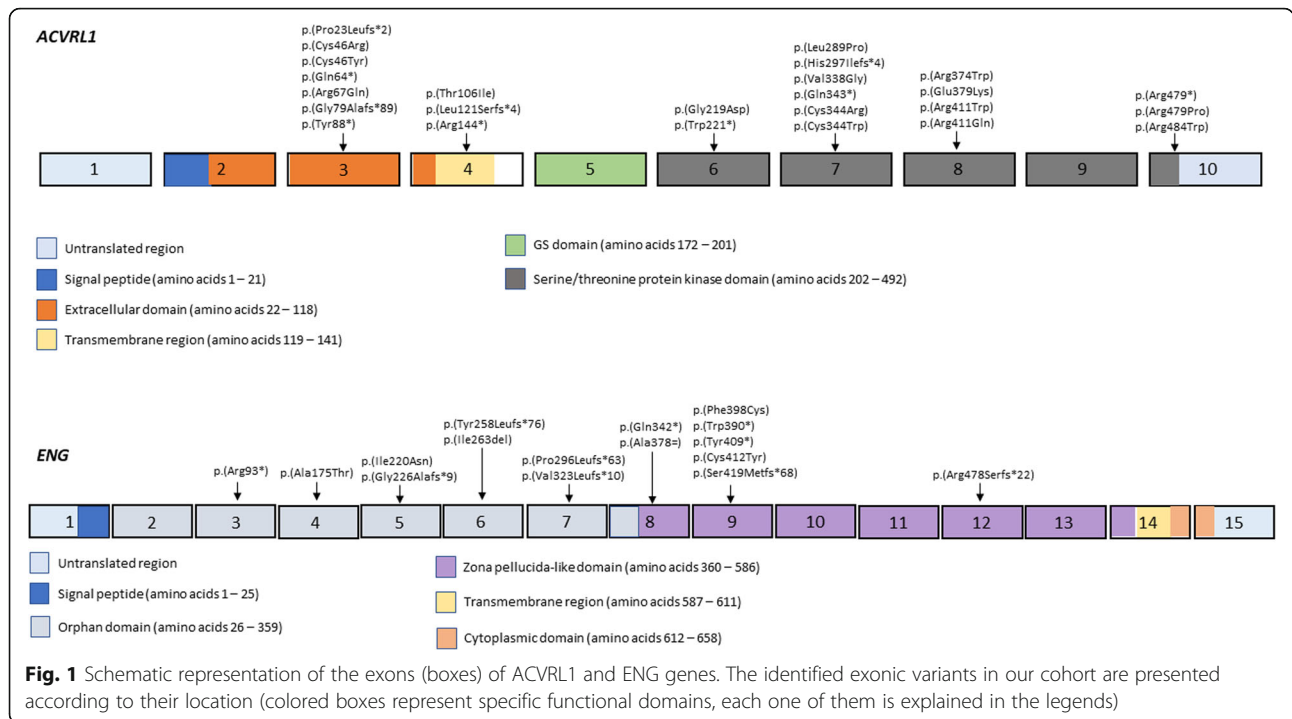 ACVRL1
p.(Pro23Leufs*2)
p.(Cys46Arg)
p.(Cys46Tyr)
p.(Gln64*)
p.(Arg67Gln)
p.(Gly79Alafs*89)
p.(Tyr88*)
p.(Thr106Ile)
p.(Leu121Serfs*4)
p.(Arg144*)
p.(Gly219Asp)
p.(Trp221*)
p.(Leu289Pro)
p.(His297Ilefs*4)
p.(Val338Gly)
p.(Gln343*)
p.(Cys344Arg)
p.(Cys344Trp)
p.(Arg374Trp)
p.(Glu379Lys)
p.(Arg411Trp)
p.(Arg411Gln)
p.(Arg479*)
p.(Arg479Pro)
p.(Arg484Trp)
1 2 3 4 5 6 7 8 9 10
Untranslated region
Signal peptide (amino acids 1 – 21)
Extracellular domain (amino acids 22 – 118)
Transmembrane region (amino acids 119 – 141)
GS domain (amino acids 172 – 201)
Serine/threonine protein kinase domain (amino acids 202 – 492)
ENG
p.(Arg93*)
p.(Ala175Thr)
p.(Ile220Asn)
p.(Gly226Alafs*9)
p.(Tyr258Leufs*76)
p.(Ile263del)
p.(Pro296Leufs*63)
p.(Val323Leufs*10)
p.(Gln342*)
p.(Ala378=)
p.(Phe398Cys)
p.(Trp390*)
p.(Tyr409*)
p.(Cys412Tyr)
p.(Ser419Metfs*68)
p.(Arg478Serfs*22)
1 2 3 4 5 6 7 8 9 10 11 12 13 14 15
Untranslated region
Signal peptide (amino acids 1 – 25)
Orphan domain (amino acids 26 – 359)
Zona pellucida-like domain (amino acids 360 – 586)
Transmembrane region (amino acids 587 – 611)
Cytoplasmic domain (amino acids 612 – 658)
Fig. 1 Schematic representation of the exons (boxes) of ACVRL1 and ENG genes. The identified exonic variants in our cohort are presented
according to their location (colored boxes represent specific functional domains, each one of them is explained in the legends)